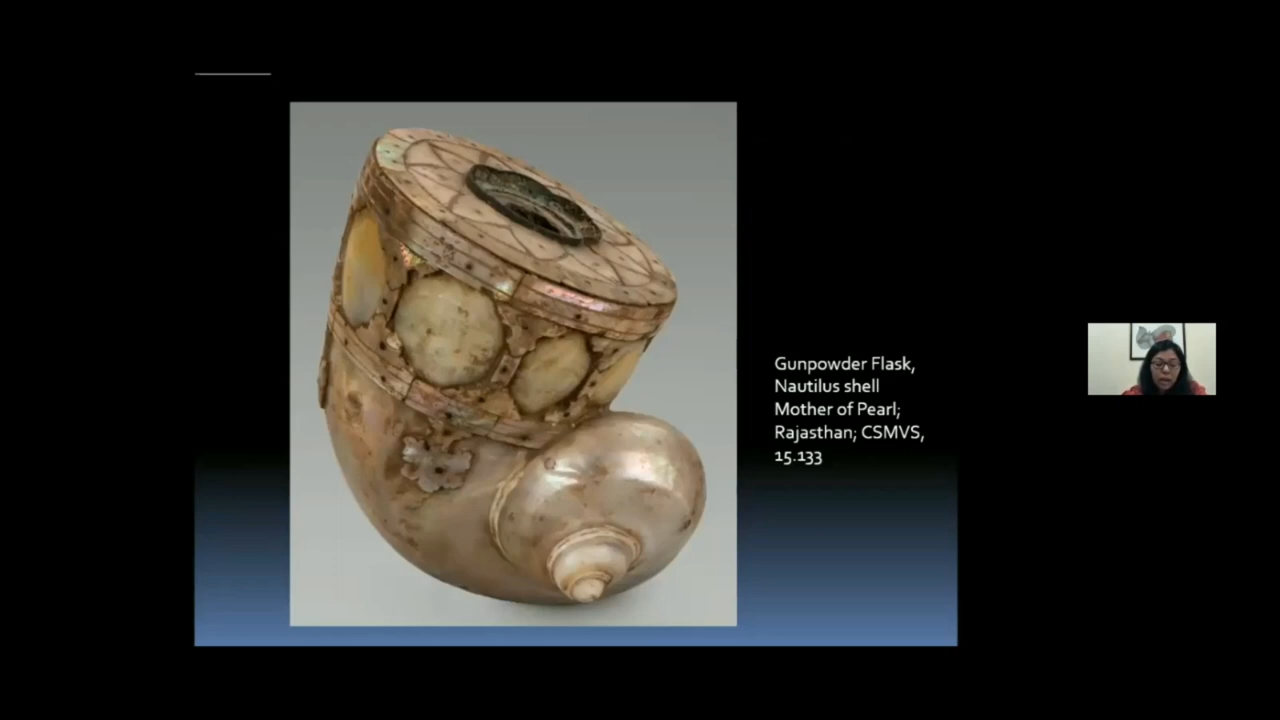 Gunpowder Flask,
Nautilus shell
Mother of Pearl;
Rajasthan; CSMVS,
15.133